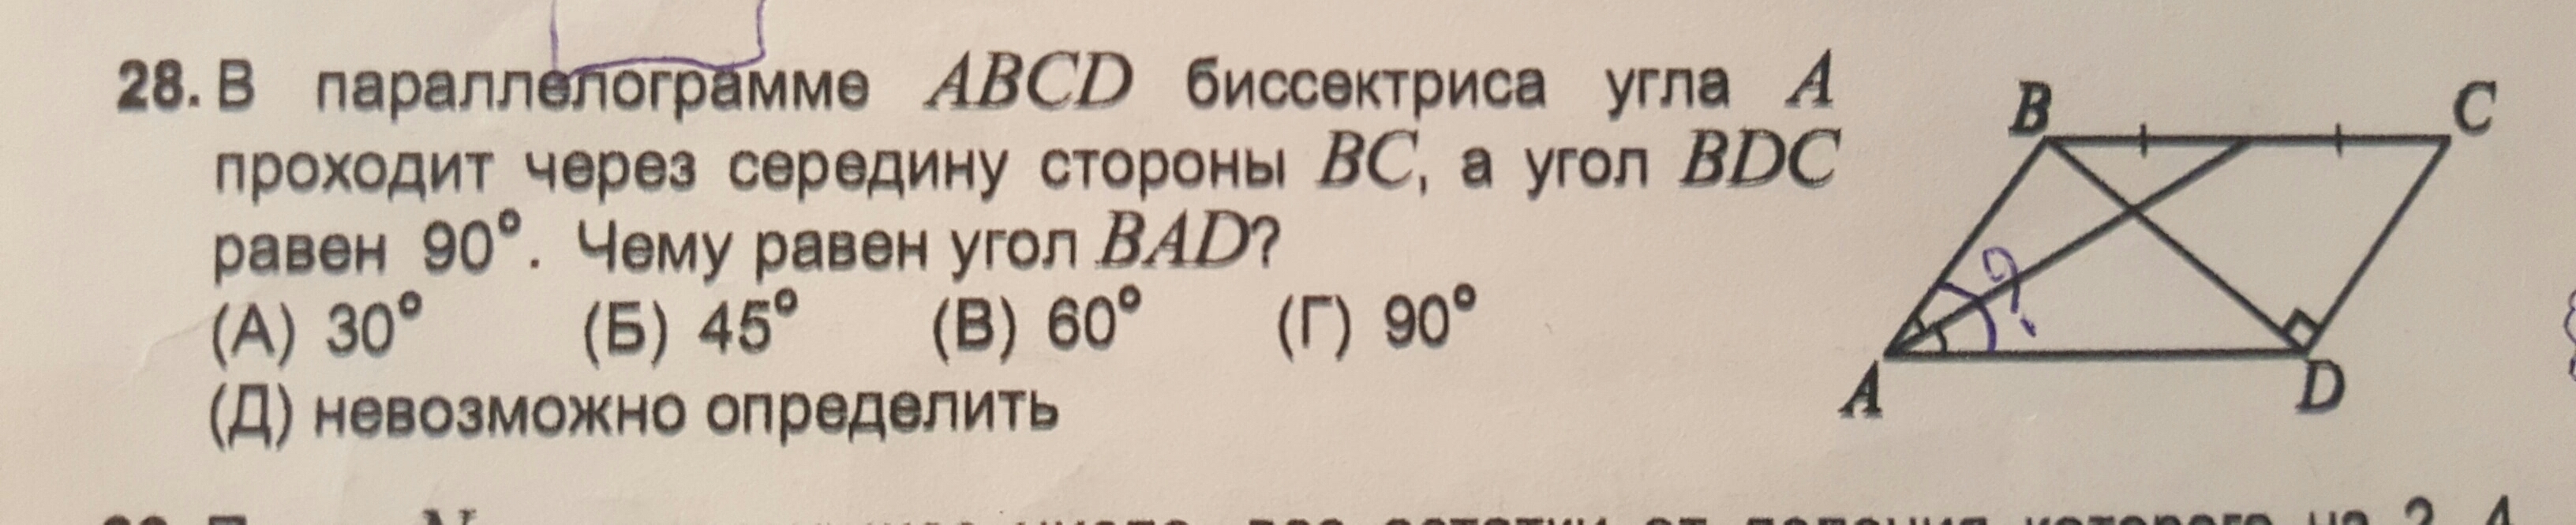 28. В параллелограмме ABCD биссектриса угла A
проходит через середину стороны BC, а угол BDC
равен 90°. Чему равен угол BAD?
(А) 30° (Б) 45° (В) 60° (Г) 90°
(Д) невозможно определить
B C
?
A D